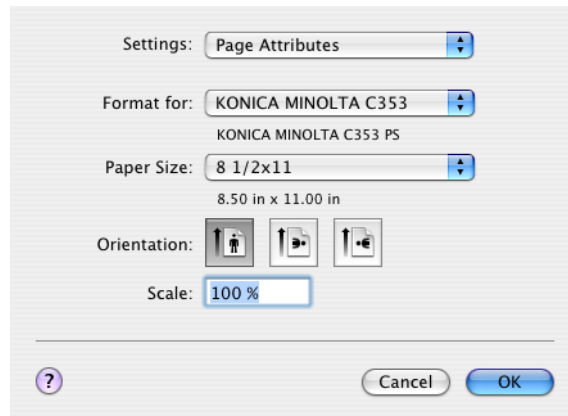 Settings: Page Attributes
Format for: KONICA MINOLTA C353
KONICA MINOLTA C353 PS
Paper Size: 8 1/2x11
8.50 in x 11.00 in
Orientation:
Scale: 100 %
? Cancel OK